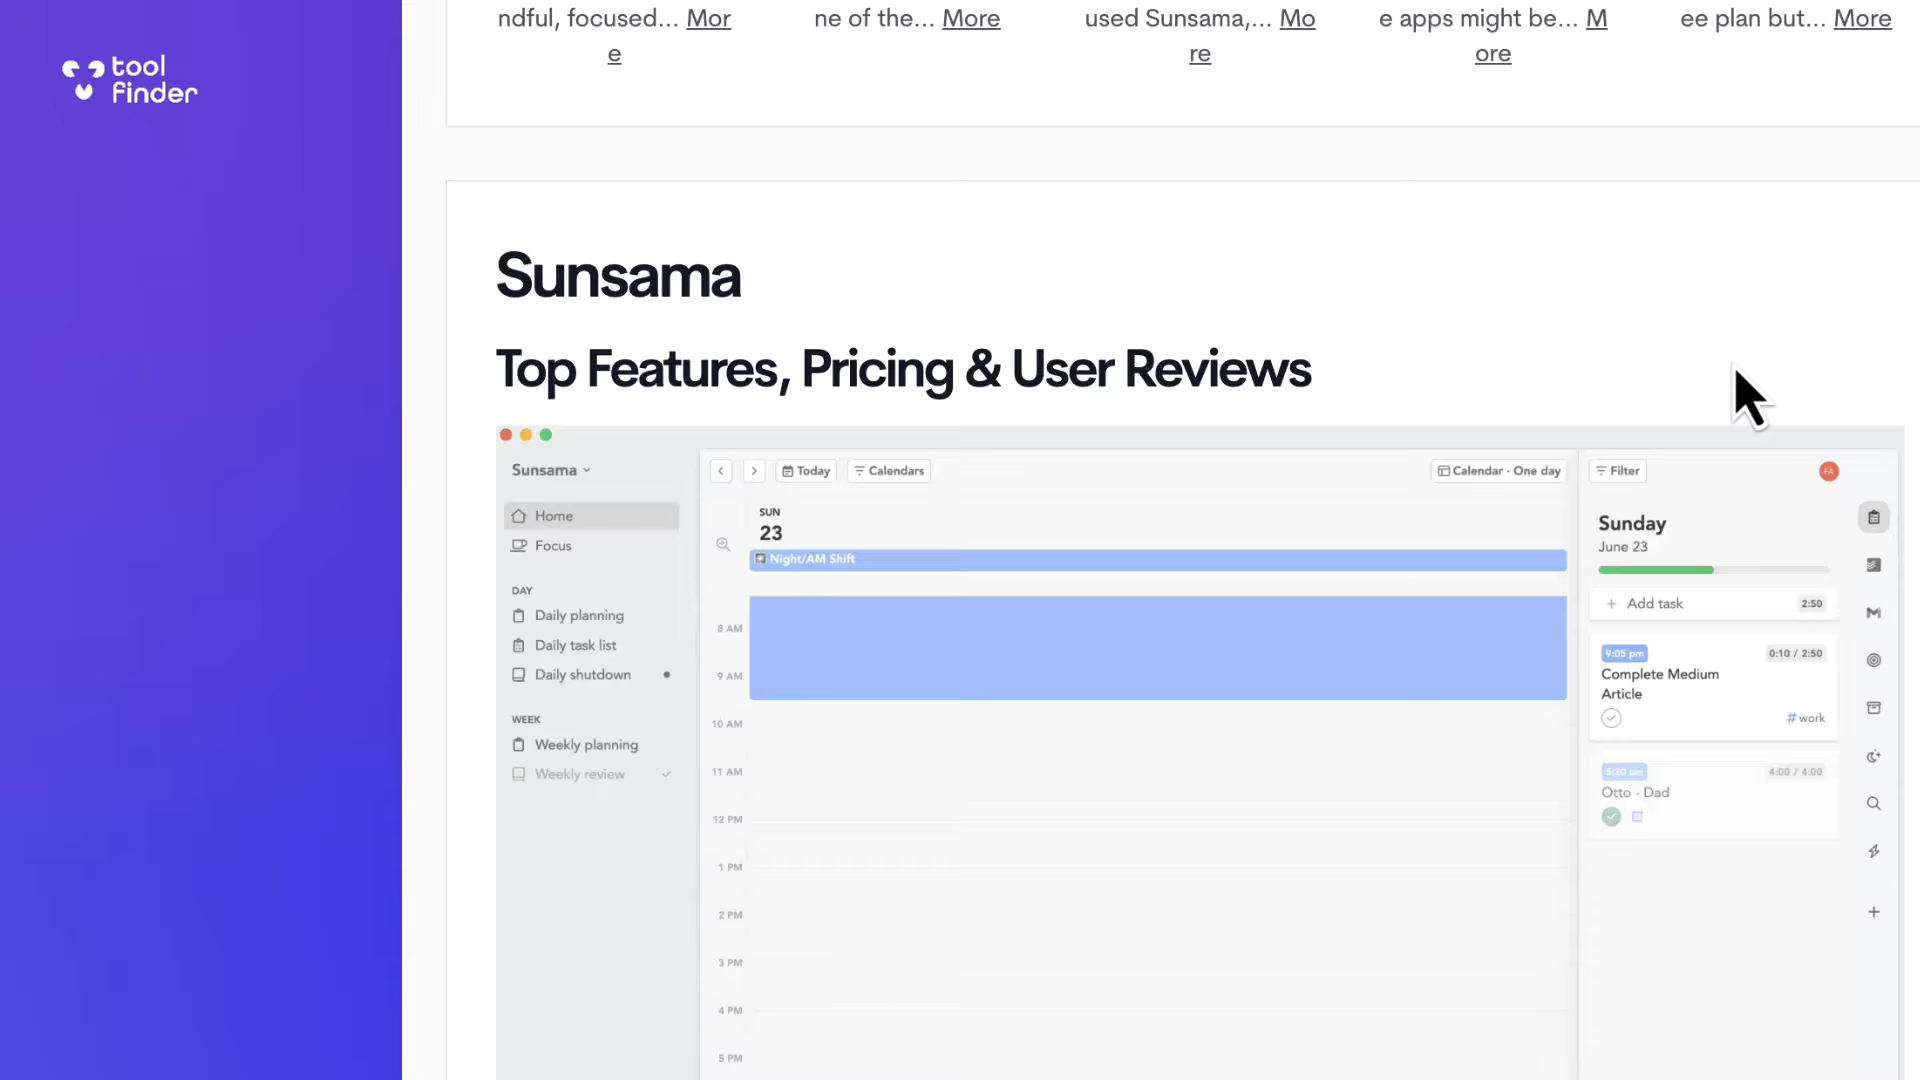 tool
finder
ndful, focused... Mor
e
ne of the... More
used Sunsama,... Mo
re
e apps might be... M
ore
ee plan but... More
Sunsama
Top Features, Pricing & User Reviews
Sunsama
Home
Focus
DAY
Daily planning
Daily task list
Daily shutdown
WEEK
Weekly planning
Weekly review
Today
Calendars
Calendar · One day
SUN
23
Night/AM Shift
8 AM
9 AM
10 AM
11 AM
12 PM
1 PM
2 PM
3 PM
4 PM
5 PM
Filter
FA
Sunday
June 23
+ Add task 2:50
9:05 pm 0:10 / 2:50
Complete Medium
Article
# work
5:30 am 4:00 / 4:00
Otto - Dad